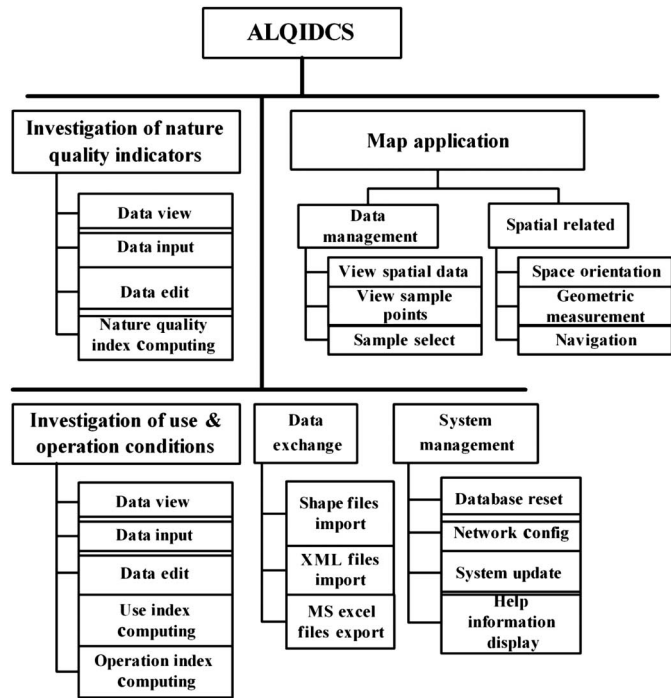 ALQIDCS
Investigation of nature
quality indicators
Data view
Data input
Data edit
Nature quality
index computing
Map application
Data
management
View spatial data
View sample
points
Sample select
Spatial related
Space orientation
Geometric
measurement
Navigation
Investigation of use &
operation conditions
Data view
Data input
Data edit
Use index
computing
Operation index
computing
Data
exchange
Shape files
import
XML files
import
MS excel
files export
System
management
Database reset
Network config
System update
Help
information
display